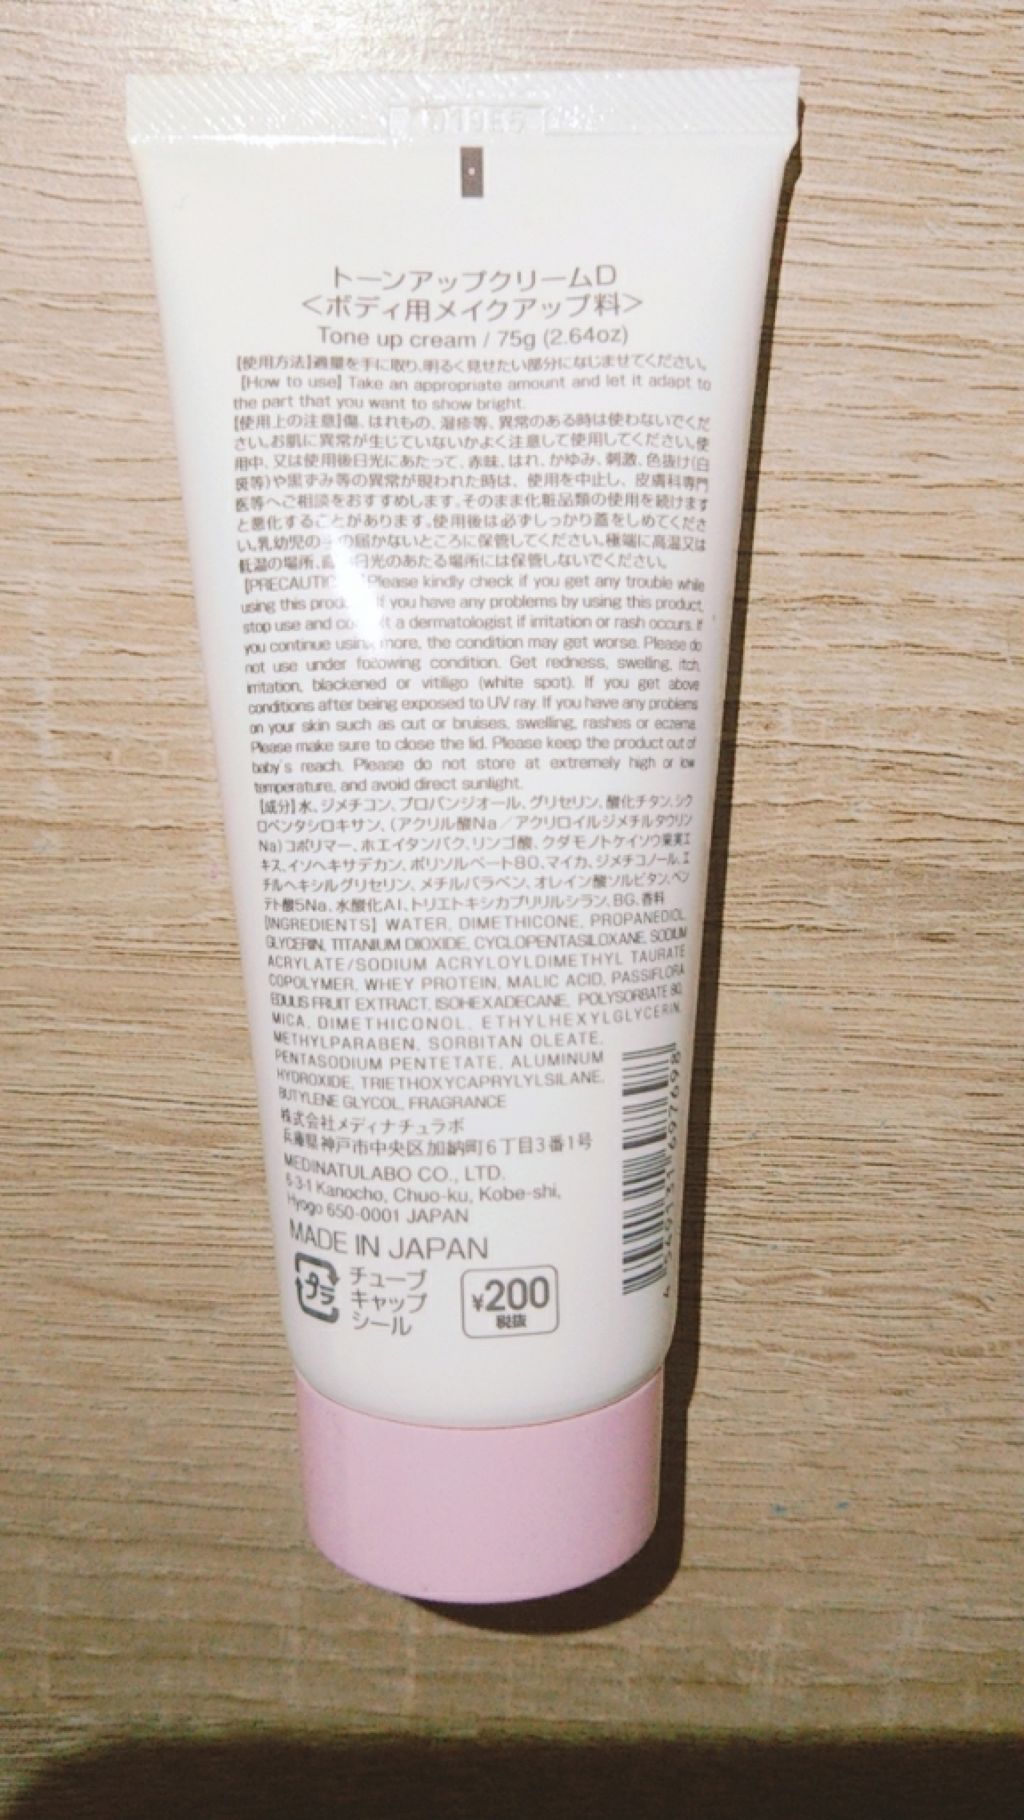 トーンアップクリームD
＜ボディ用メイクアップ料＞
Tone up cream / 75g (2.64oz)
【使用方法】適量を手に取り、明るく見せたい部分になじませてください。
【How to use】Take an appropriate amount and let it adapt to
the part that you want to show bright.
【使用上の注意】傷、はれもの、湿疹等、異常のある時は使わないでくだ
さい。お肌に異常が生じていないかよく注意して使用してください。使
用中、又は使用後日光にあたって、赤味、はれ、かゆみ、刺激、色抜け(白
斑等)や黒ずみ等の異常が現われた時は、使用を中止し、皮膚科専門
医等へご相談をおすすめします。そのまま化粧品類の使用を続けます
と悪化することがあります。使用後は必ずしっかり蓋をしめてくださ
い。乳幼児の手の届かないところに保管してください。極端に高温又は
低温の場所、直射日光のあたる場所には保管しないでください。
Please kindly check if you get any trouble while
using this If you have any problems by using this product,
stop use and a dermatologist if irritation or rash occurs. If
you continue using more, the condition may get worse. Please do
not use under following condition. Get redness, swelling, itch,
irritation, blackened or vitiligo (white spot). If you get above
conditions after being exposed to UV ray. If you have any problems
on your skin such as cut or bruises, swelling, rashes or eczema.
Please make sure to close the lid. Please keep the product out of
baby's reach. Please do not store at extremely high or low
temperature, and avoid direct sunlight.
【成分】水、ジメチコン、プロパンジオール、グリセリン、酸化チタン、シク
ロペンタシロキサン、(アクリル酸Na／アクリロイルジメチルタウリン
Na)コポリマー、ホエイタンパク、リンゴ酸、クダモノトケイソウ果実エ
キス、イソヘキサデカン、ポリソルベート80、マイカ、ジメチコノール、エ
チルヘキシルグリセリン、メチルパラベン、オレイン酸ソルビタン、ペン
テト酸5Na、水酸化Al、トリエトキシカプリリルシラン、BG、香料
【INGREDIENTS】WATER, DIMETHICONE, PROPANEDIOL,
GLYCERIN, TITANIUM DIOXIDE, CYCLOPENTASILOXANE, SODIUM
ACRYLATE/SODIUM ACRYLOYLDIMETHYL TAURATE
COPOLYMER, WHEY PROTEIN, MALIC ACID, PASSIFLORA
EDULIS FRUIT EXTRACT, ISOHEXADECANE, POLYSORBATE 80,
MICA, DIMETHICONOL, ETHYLHEXYLGLYCERIN,
METHYLPARABEN, SORBITAN OLEATE,
PENTASODIUM PENTETATE, ALUMINUM
HYDROXIDE, TRIETHOXYCAPRYLYLSILANE,
BUTYLENE GLYCOL, FRAGRANCE
株式会社メディナチュラボ
兵庫県神戸市中央区加納町6丁目3番1号
MEDINATULABO CO., LTD.
6-3-1 Kanocho, Chuo-ku, Kobe-shi,
Hyogo 650-0001 JAPAN
MADE IN JAPAN
プラ
チューブ
キャップ
シール
¥200
税抜